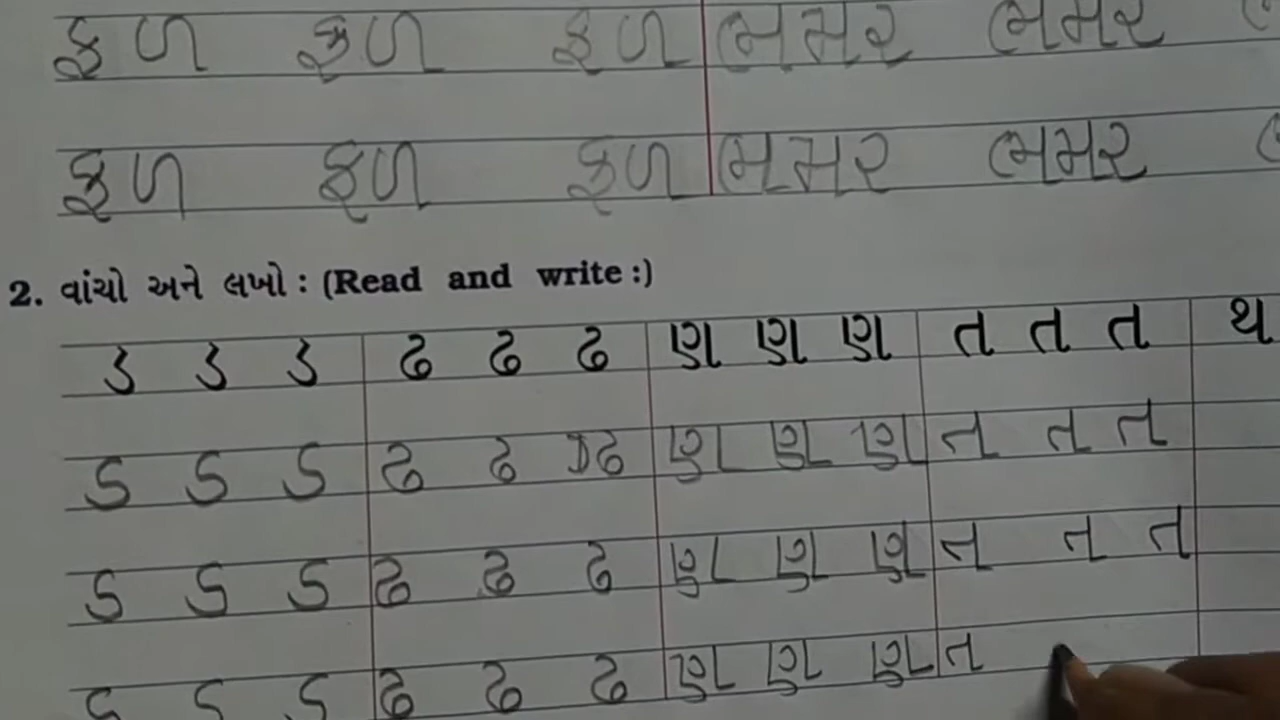 ફળ ફળ ફળ ભમર ભમર
ફળ ફળ ફળ ભમર ભમર
2. વાંચો અને લખો : (Read and write :)
ડ ડ ડ ઢ ઢ ઢ ણ ણ ણ ત ત ત થ
ડ ડ ડ ઢ ઢ ઢ ણ ણ ણ ત ત ત
ડ ડ ડ ઢ ઢ ઢ ણ ણ ણ ત ત ત
ડ ડ ડ ઢ ઢ ઢ ણ ણ ણ ત